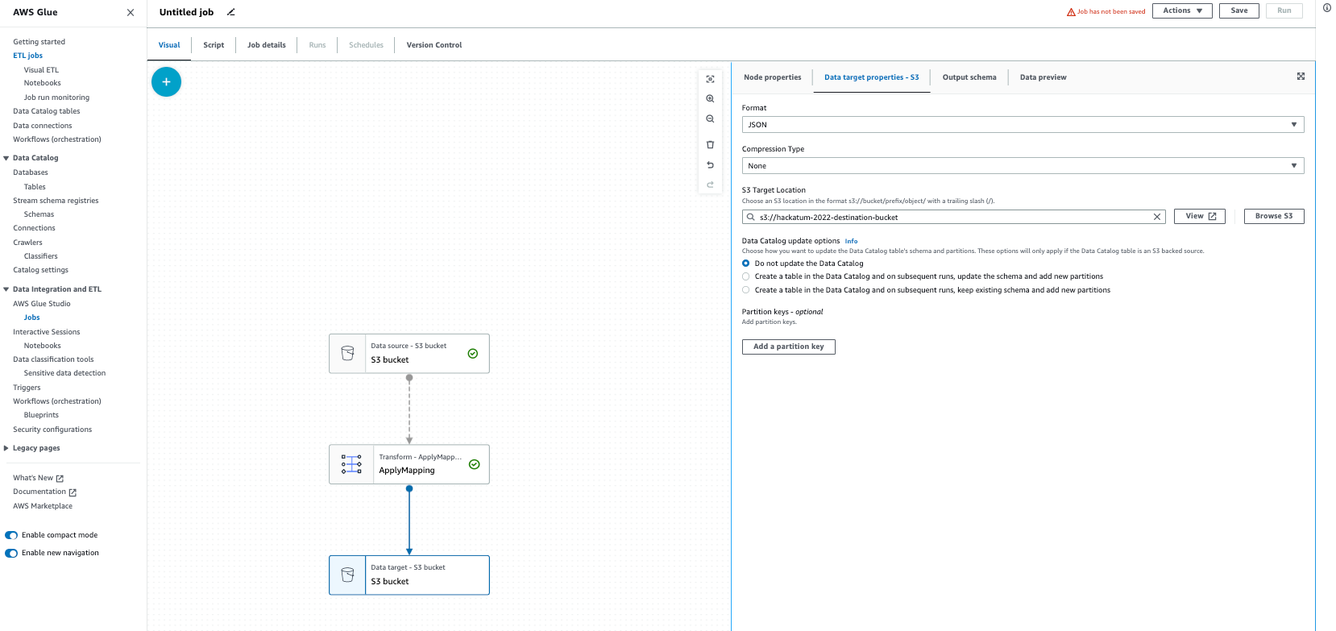 AWS Glue
Getting started
ETL jobs
Visual ETL
Notebooks
Job run monitoring
Data Catalog tables
Data connections
Workflows (orchestration)
Data Catalog
Databases
Tables
Stream schema registries
Schemas
Connections
Crawlers
Classifiers
Catalog settings
Data Integration and ETL
AWS Glue Studio
Jobs
Interactive Sessions
Notebooks
Data classification tools
Sensitive data detection
Triggers
Workflows (orchestration)
Blueprints
Security configurations
Legacy pages
What's New
Documentation
AWS Marketplace
Enable compact mode
Enable new navigation
Untitled job
Job has not been saved
Actions
Save
Run
Visual
Script
Job details
Runs
Schedules
Version Control
Data source - S3 bucket
S3 bucket
Transform - ApplyMapp...
ApplyMapping
Data target - S3 bucket
S3 bucket
Node properties
Data target properties - S3
Output schema
Data preview
Format
JSON
Compression Type
None
S3 Target Location
Choose an S3 location in the format s3://bucket/prefix/object/ with a trailing slash (/).
s3://hackatum-2022-destination-bucket
View
Browse S3
Data Catalog update options Info
Choose how you want to update the Data Catalog table's schema and partitions. These options will only apply if the Data Catalog table is an S3 backed source.
Do not update the Data Catalog
Create a table in the Data Catalog and on subsequent runs, update the schema and add new partitions
Create a table in the Data Catalog and on subsequent runs, keep existing schema and add new partitions
Partition keys - optional
Add partition keys.
Add a partition key